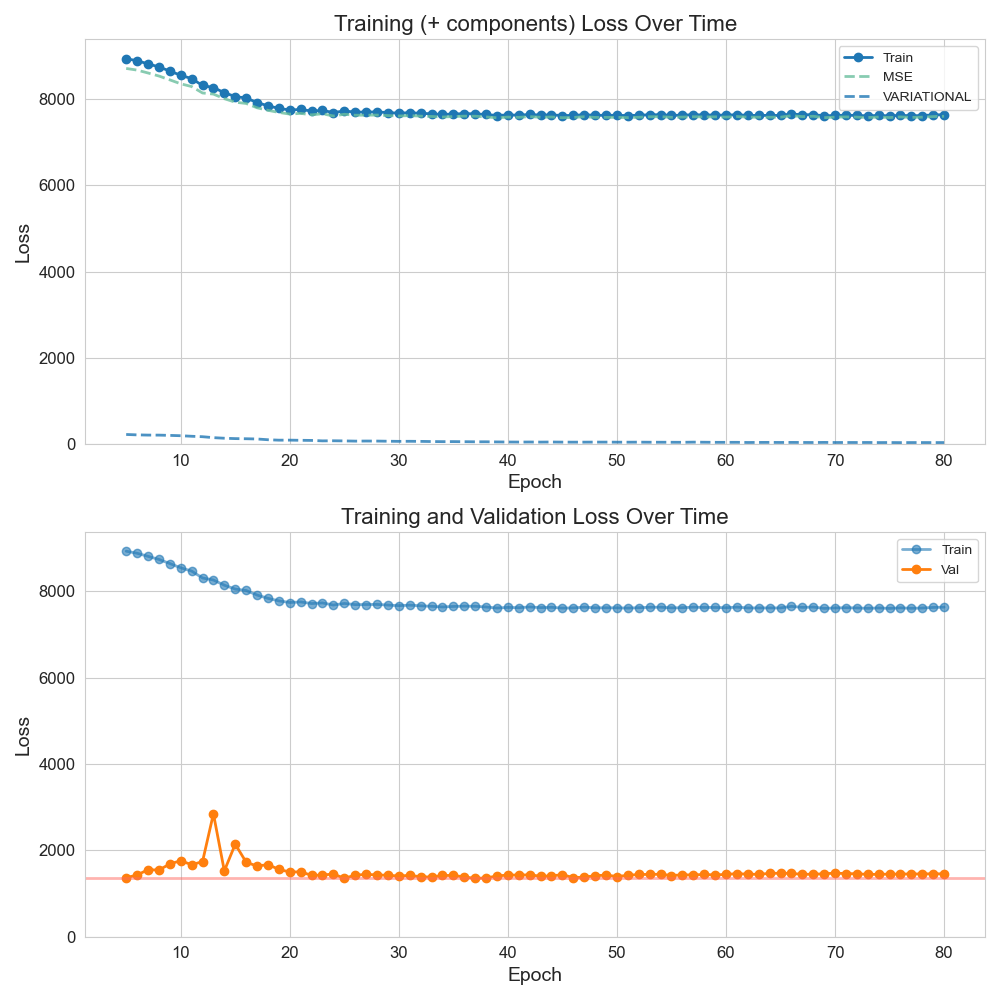 Training (+ components) Loss Over Time
Train
MSE
VARIATIONAL
8000
6000
4000
2000
0
Loss
10 20 30 40 50 60 70 80
Epoch
Training and Validation Loss Over Time
Train
Val
8000
6000
4000
2000
0
Loss
10 20 30 40 50 60 70 80
Epoch